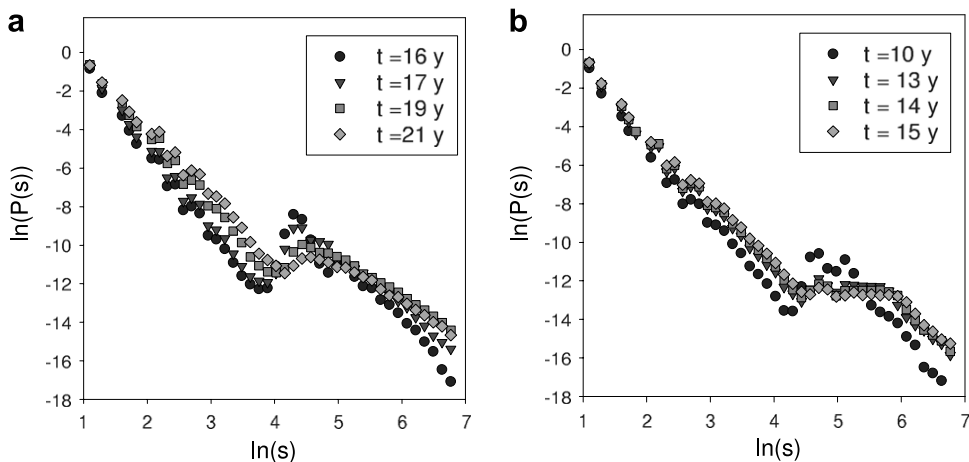 a
t =16 y
t =17 y
t =19 y
t=21 y
0
-2
-4
-6
-8
-10
-12
-14
-16
-18
ln(P(s))
1 2 3 4 5 6 7
ln(s)
b
t =10 y
t = 13 y
t = 14 y
t = 15 y
0
-2
-4
-6
-8
-10
-12
-14
-16
-18
ln(P(s))
1 2 3 4 5 6 7
ln(s)